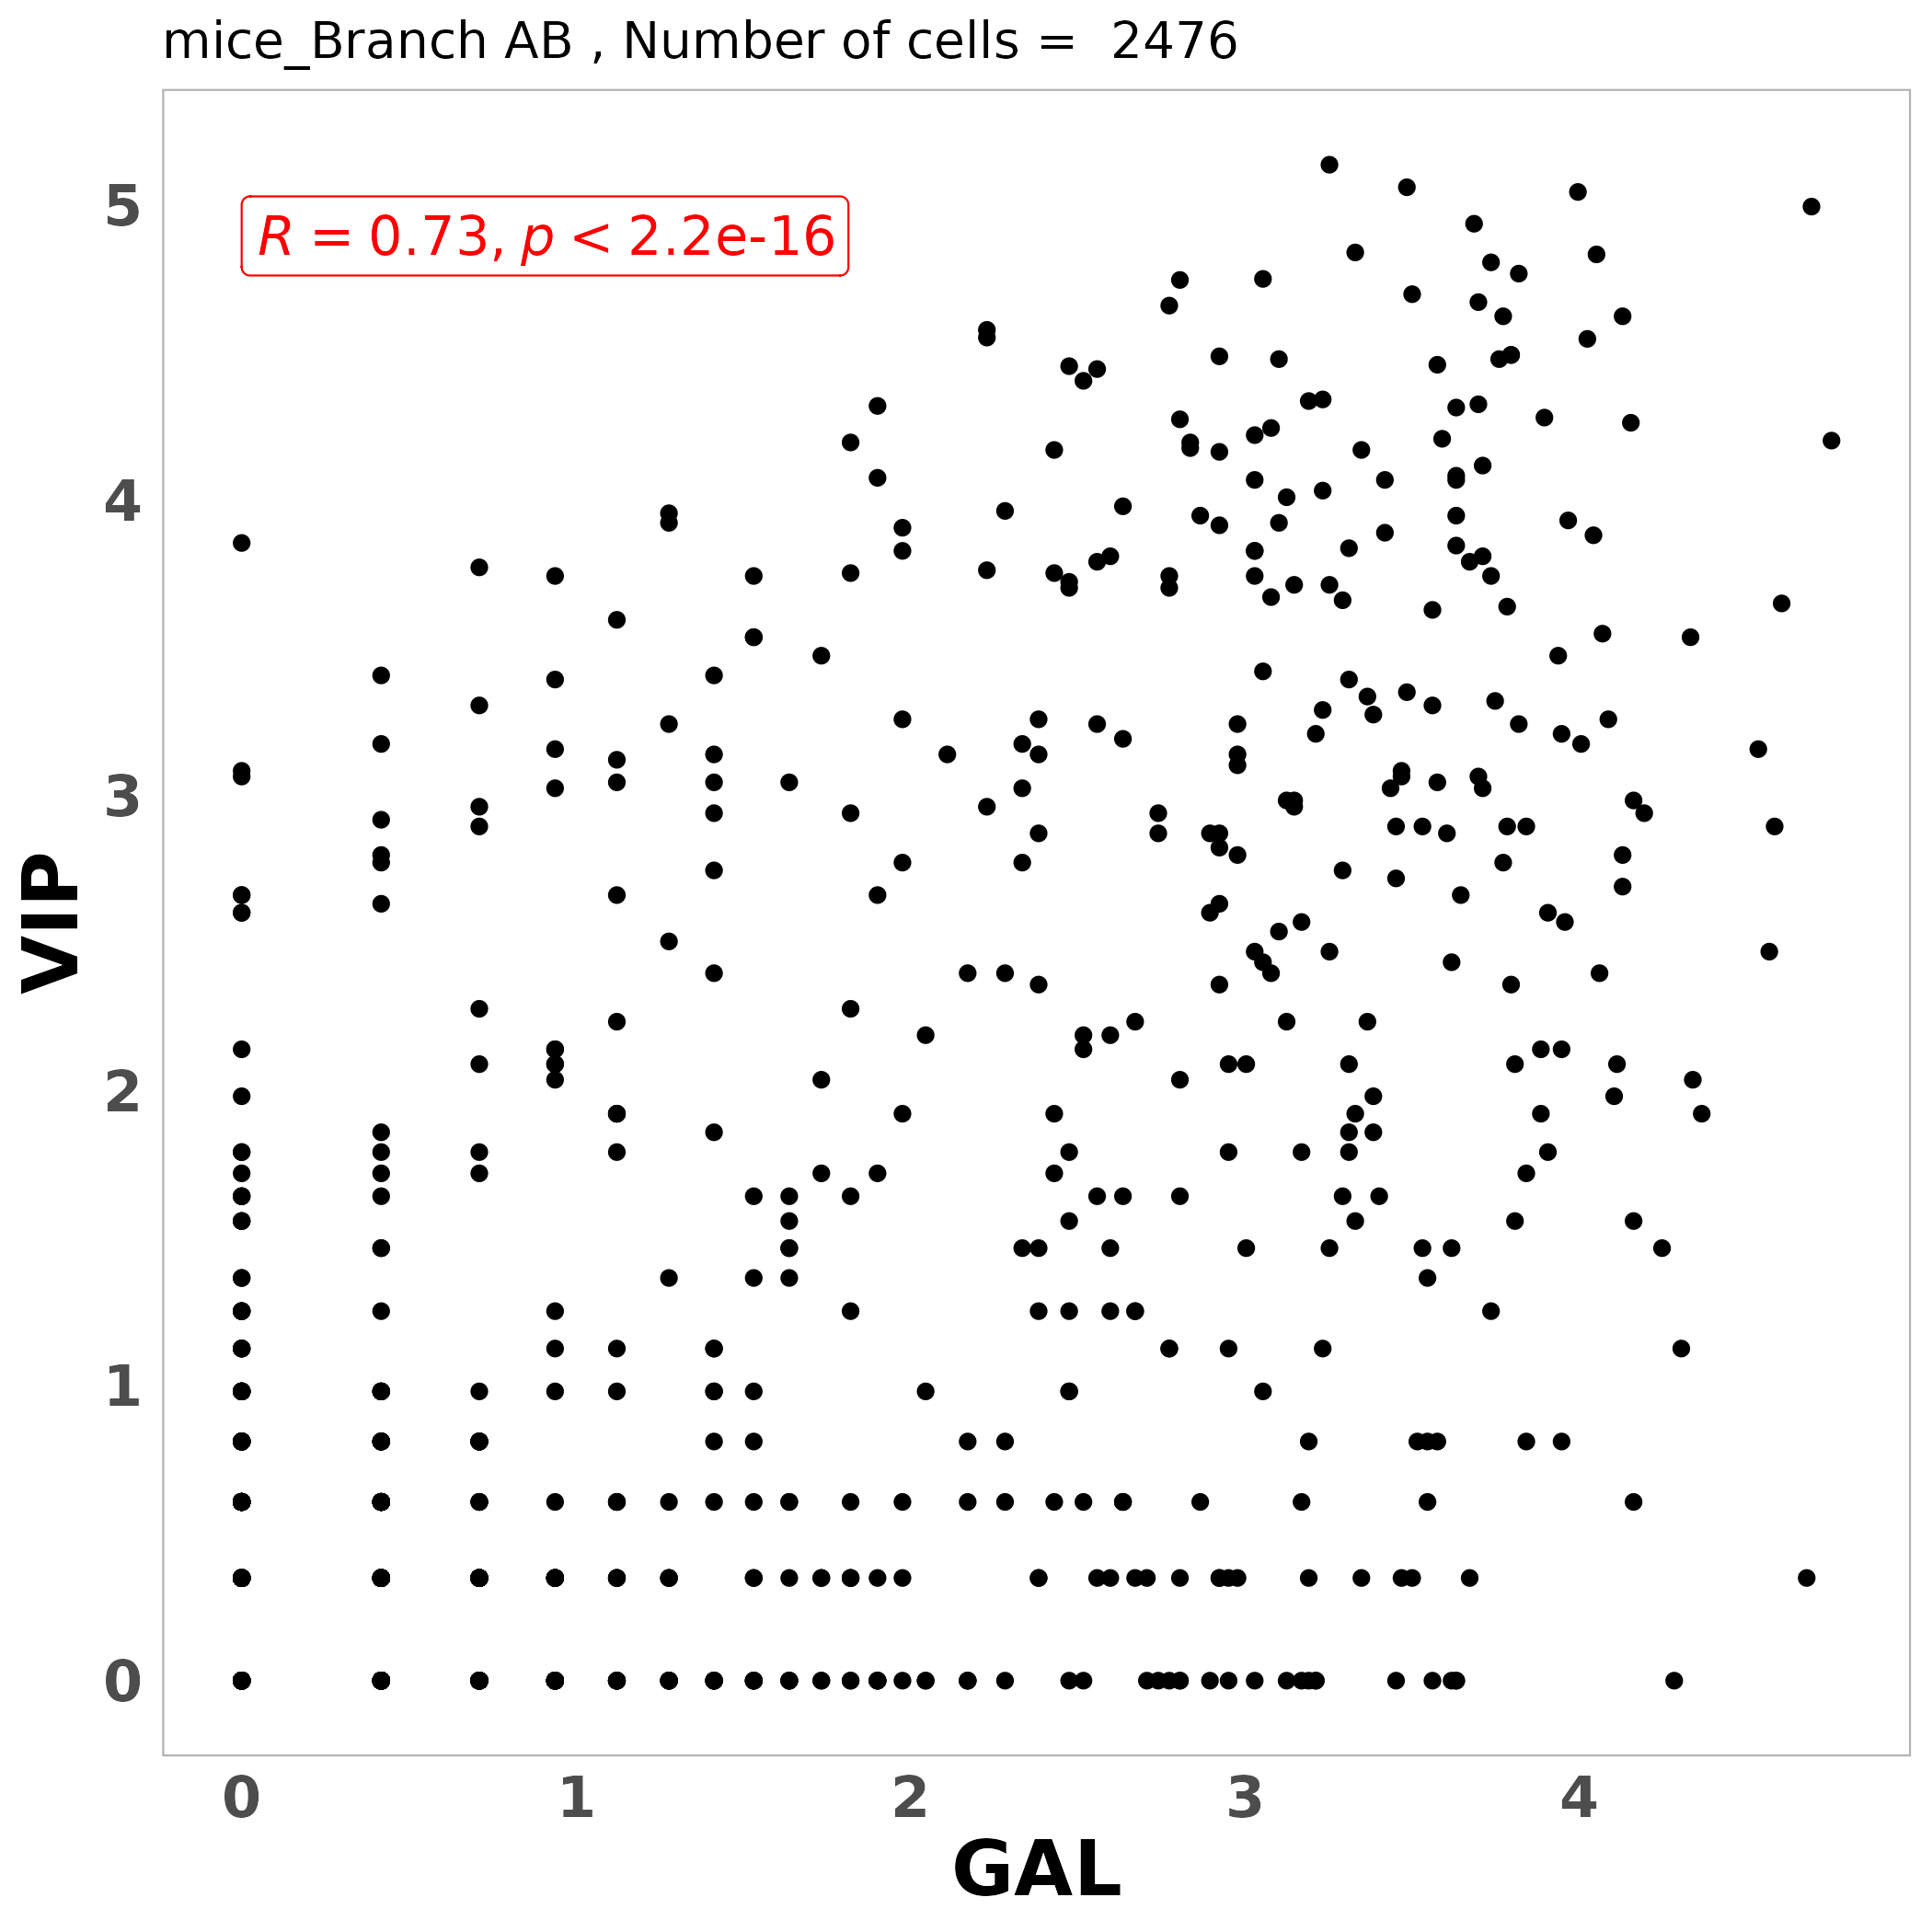 mice_Branch AB , Number of cells =  2476
R = 0.73, p < 2.2e-16
5
4
3
2
1
0
VIP
0 1 2 3 4
GAL